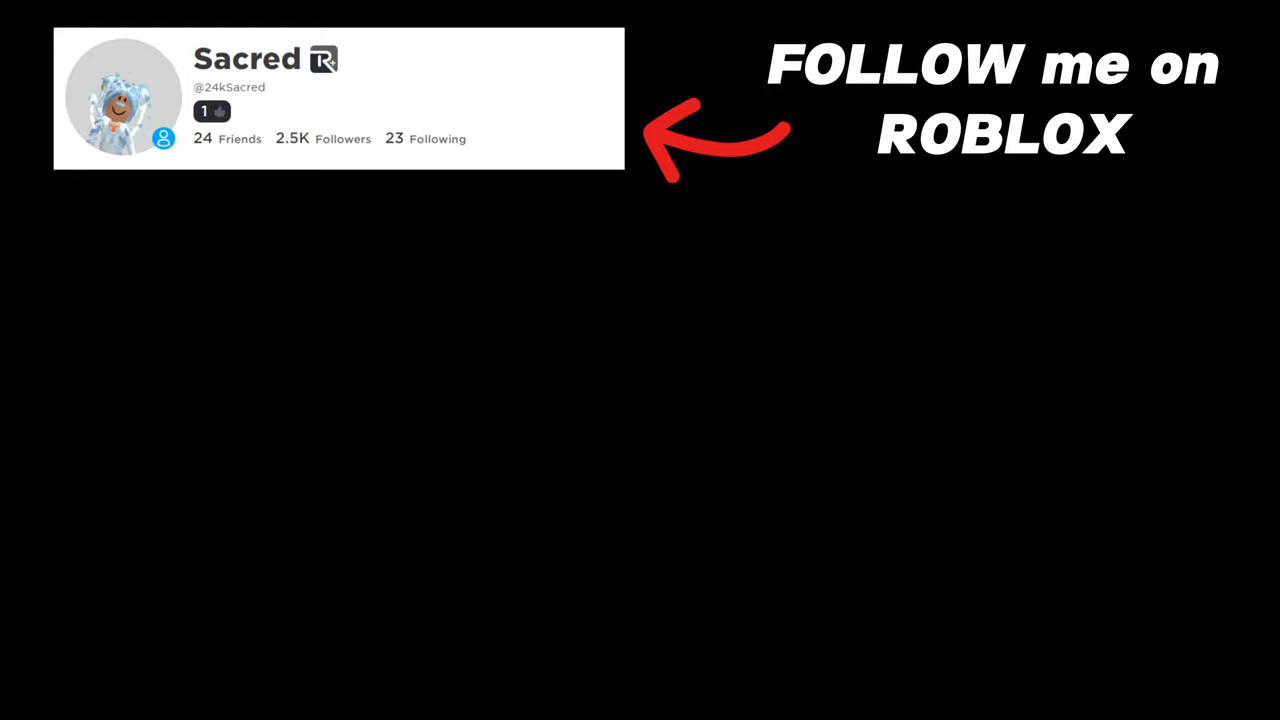 Sacred
@24kSacred
1
24 Friends 2.5K Followers 23 Following
FOLLOW me on
ROBLOX